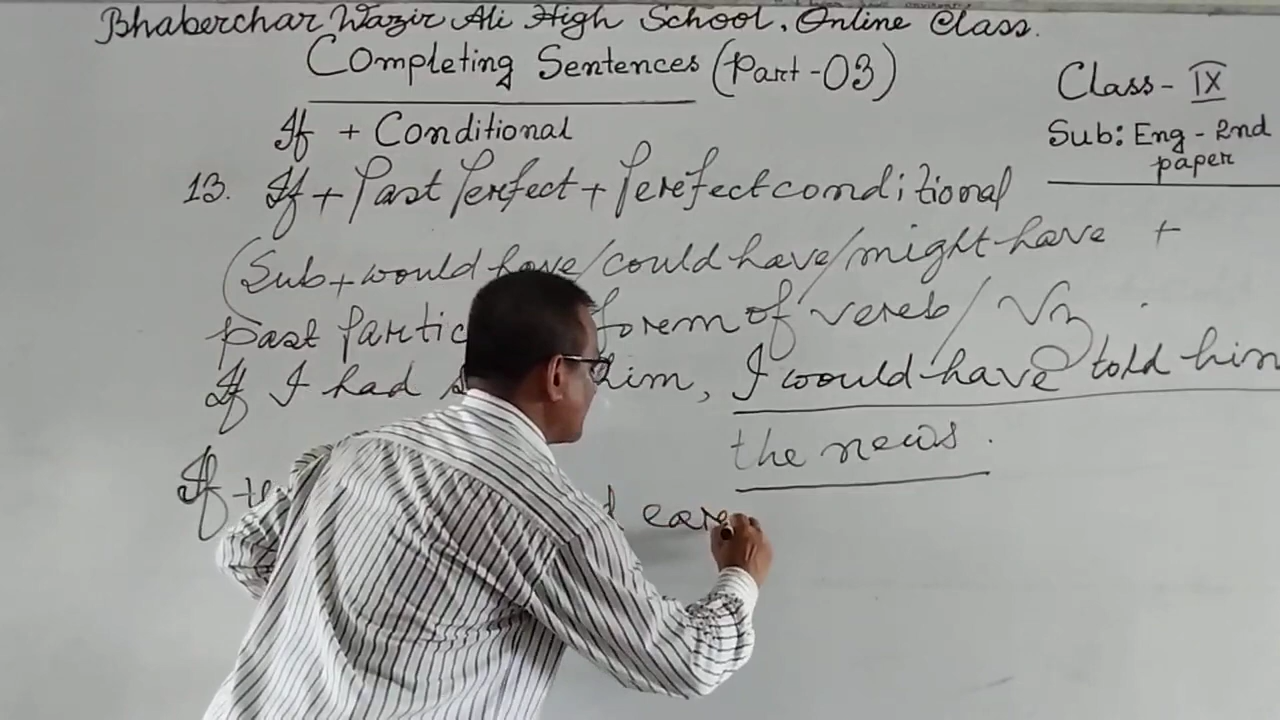 Bhaberchar Wazir Ali High School, Online Class.
Completing Sentences (Part-03)
Class- IX
Sub: Eng - 2nd
paper
If + Conditional
13. If + Past Perfect + Perefect conditional
(Sub + would have/could have/might have +
past form of vereb/ V3
If I had him, I would have told him
the news.
If